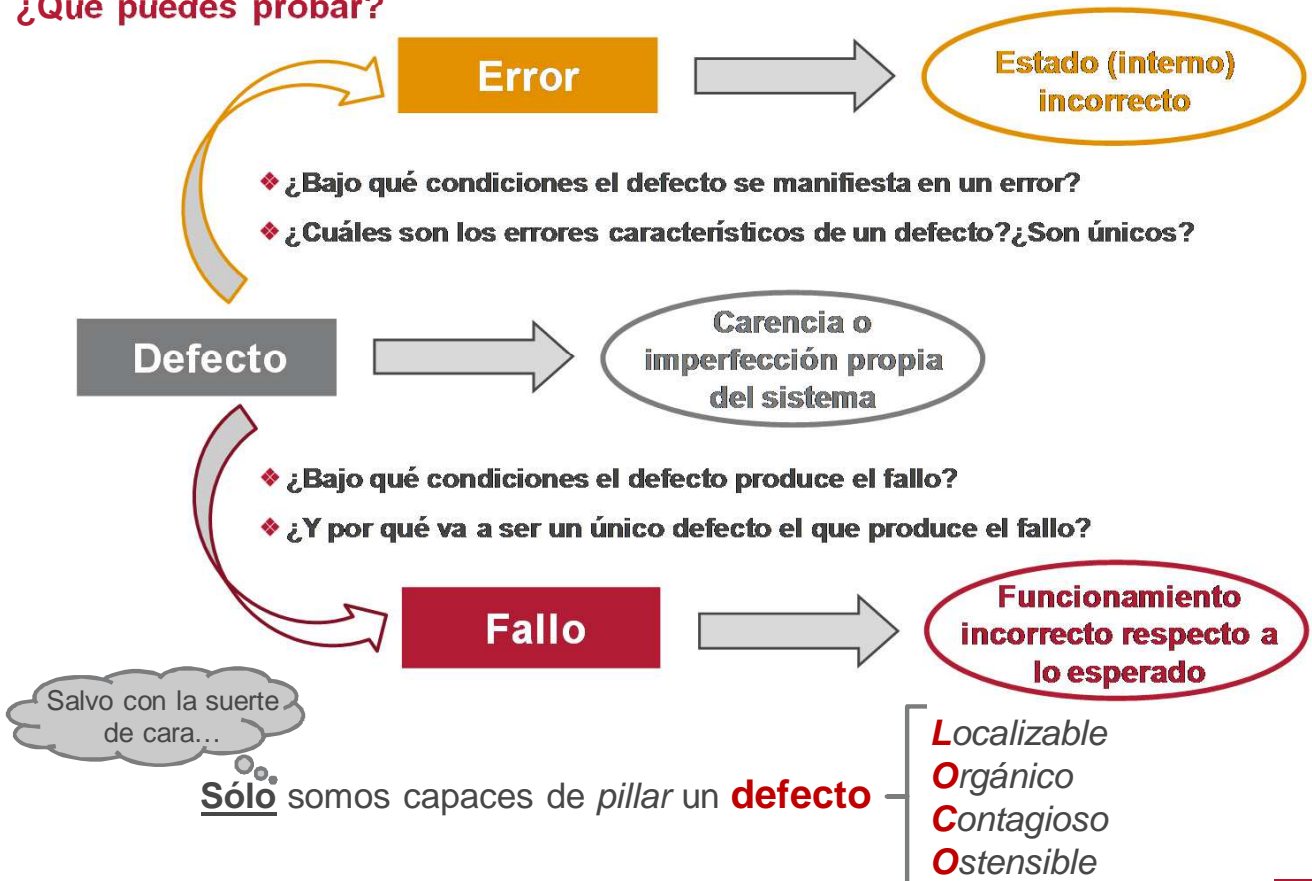 ¿Qué puedes probar?
Error
Estado (interno)
incorrecto
❖ ¿Bajo qué condiciones el defecto se manifiesta en un error?
❖ ¿Cuáles son los errores característicos de un defecto?¿Son únicos?
Defecto
Carencia o
imperfección propia
del sistema
❖ ¿Bajo qué condiciones el defecto produce el fallo?
❖ ¿Y por qué va a ser un único defecto el que produce el fallo?
Fallo
Funcionamiento
incorrecto respecto a
lo esperado
Salvo con la suerte
de cara…
Sólo somos capaces de pillar un defecto
Localizable
Orgánico
Contagioso
Ostensible